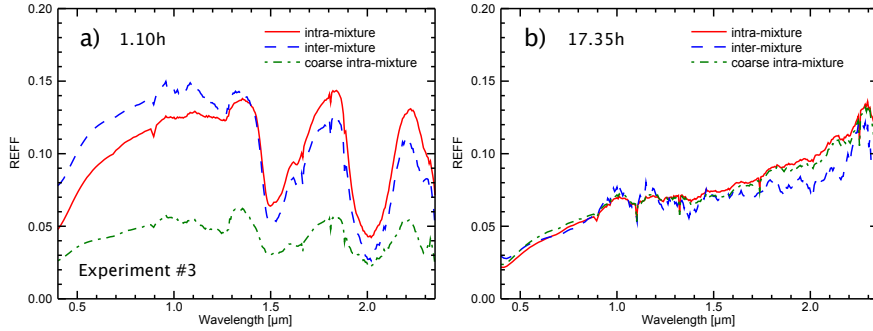 a) 1.10h
intra-mixture
inter-mixture
coarse intra-mixture
Experiment #3
REFF
0.20
0.15
0.10
0.05
0.00
0.5 1.0 1.5 2.0
Wavelength [µm]
b) 17.35h
intra-mixture
inter-mixture
coarse intra-mixture
REFF
0.20
0.15
0.10
0.05
0.00
0.5 1.0 1.5 2.0
Wavelength [µm]